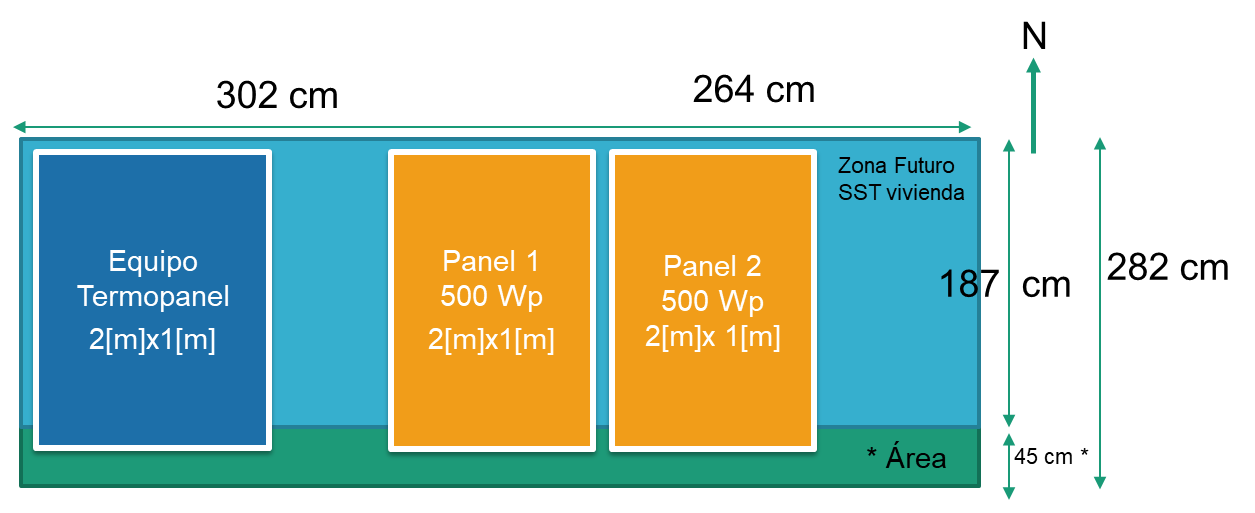 N
302 cm
264 cm
Zona Futuro
SST vivienda
Equipo
Termopanel
2[m]x1[m]
Panel 1
500 Wp
2[m]x1[m]
Panel 2
500 Wp
2[m]x 1[m]
187 cm
282 cm
* Área
45 cm *